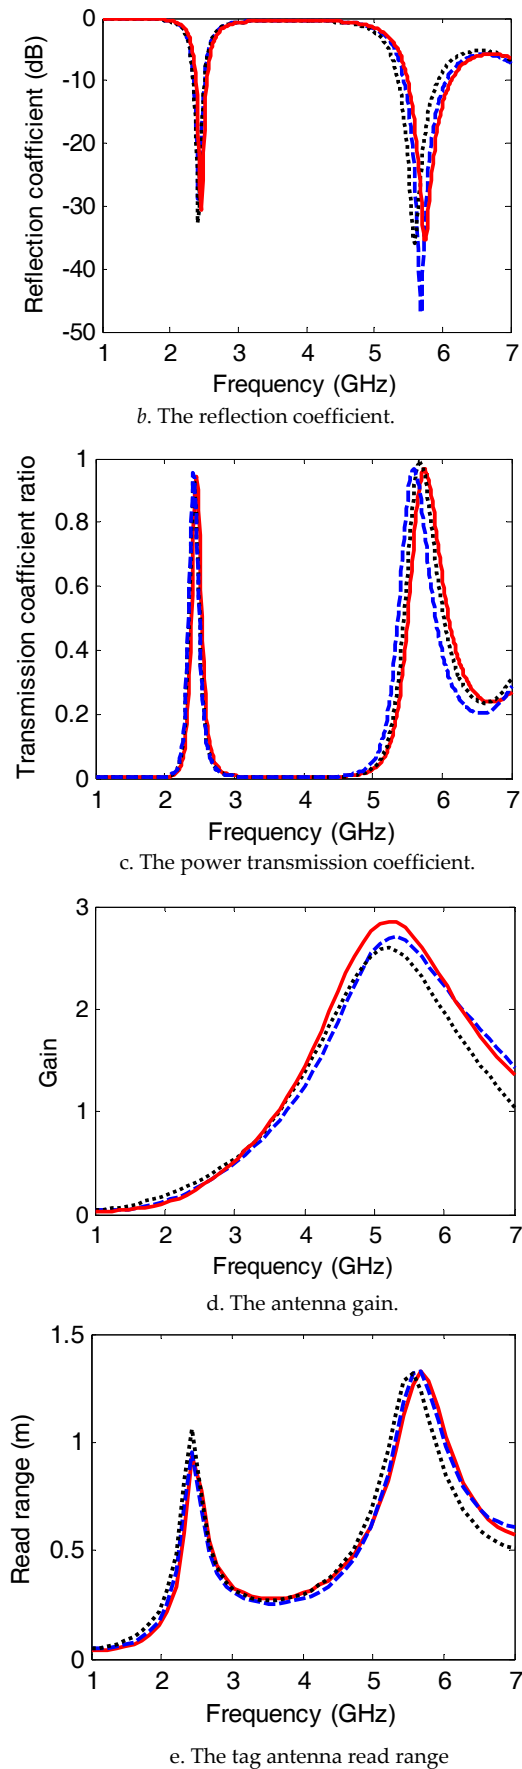 0
-10
-20
-30
-40
-50
Reflection coafficient (dB)
1 2 3 4 5 6 7
Frequency (GHz)
b. The reflection coefficient.
1
0.8
0.6
0.4
0.2
0
Transmission coafficient ratio
1 2 3 4 5 6 7
Frequency (GHz)
c. The power transmission coefficient.
3
2
1
0
Gain
1 2 3 4 5 6 7
Frequency (GHz)
d. The antenna gain.
1.5
1
0.5
0
Read range (m)
1 2 3 4 5 6 7
Frequency (GHz)
e. The tag antenna read range